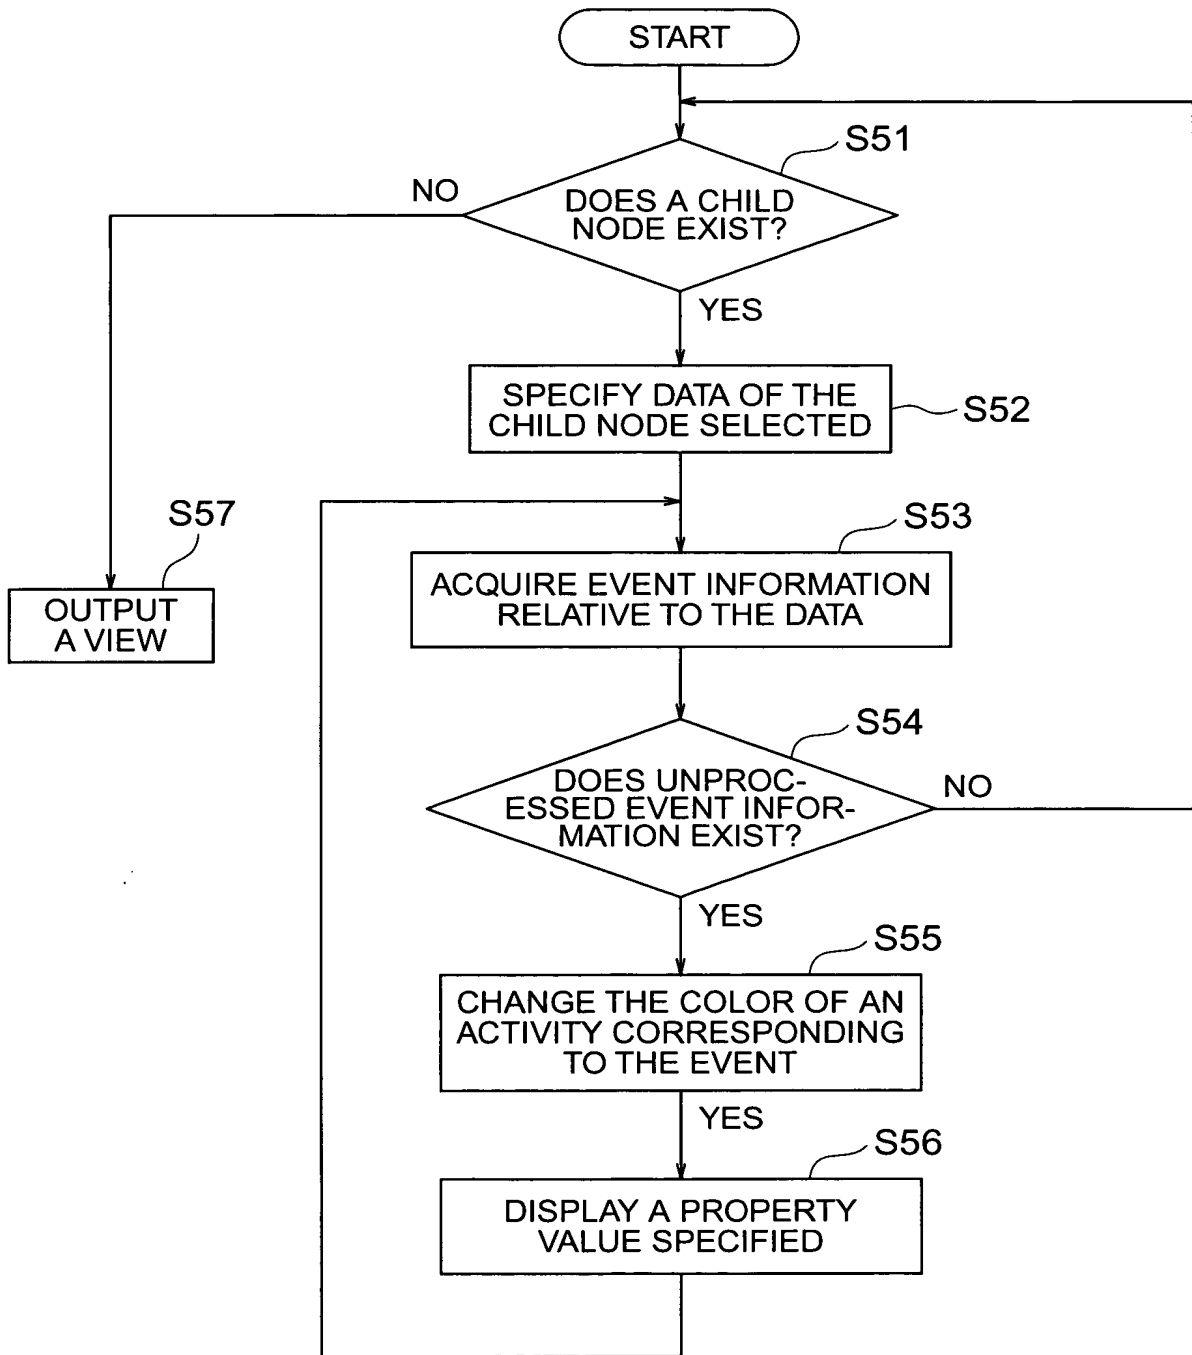 START
S51
NO
DOES A CHILD
NODE EXIST?
YES
SPECIFY DATA OF THE
CHILD NODE SELECTED
S52
S57
S53
OUTPUT
A VIEW
ACQUIRE EVENT INFORMATION
RELATIVE TO THE DATA
S54
DOES UNPROC-
ESSED EVENT INFOR-
MATION EXIST?
NO
YES
S55
CHANGE THE COLOR OF AN
ACTIVITY CORRESPONDING
TO THE EVENT
YES
S56
DISPLAY A PROPERTY
VALUE SPECIFIED